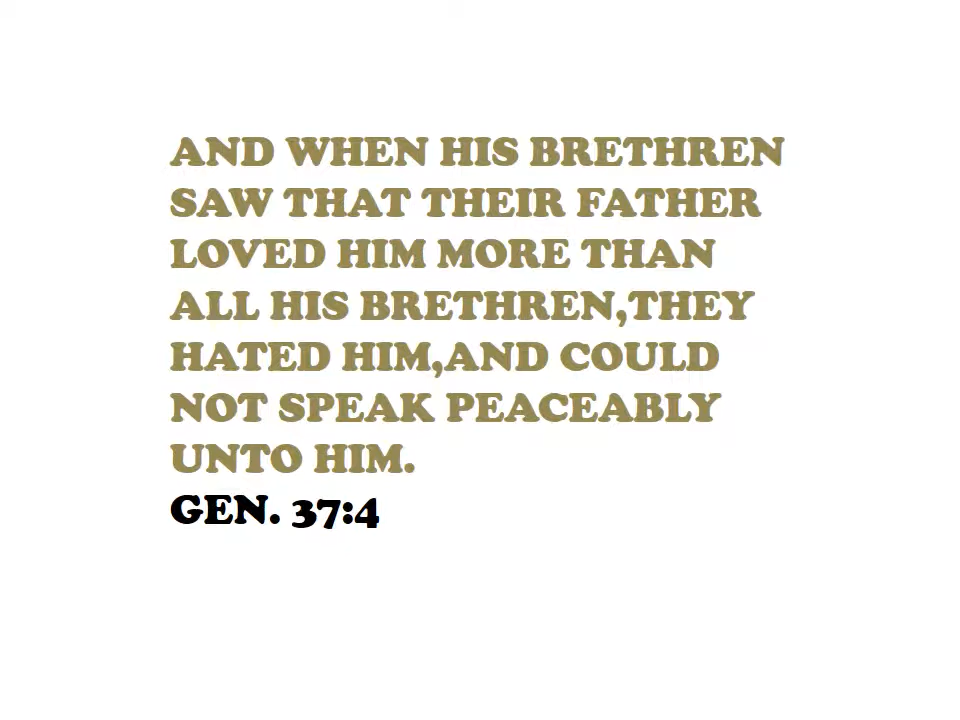 AND WHEN HIS BRETHREN
SAW THAT THEIR FATHER
LOVED HIM MORE THAN
ALL HIS BRETHREN,THEY
HATED HIM,AND COULD
NOT SPEAK PEACEABLY
UNTO HIM.
GEN. 37:4